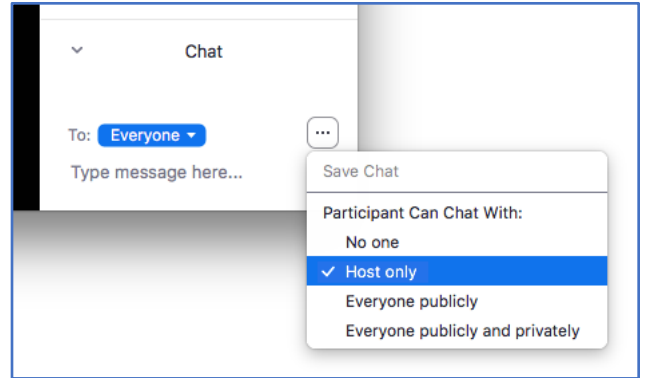 Chat
To: Everyone
Type message here...
Save Chat
Participant Can Chat With:
No one
✓ Host only
Everyone publicly
Everyone publicly and privately